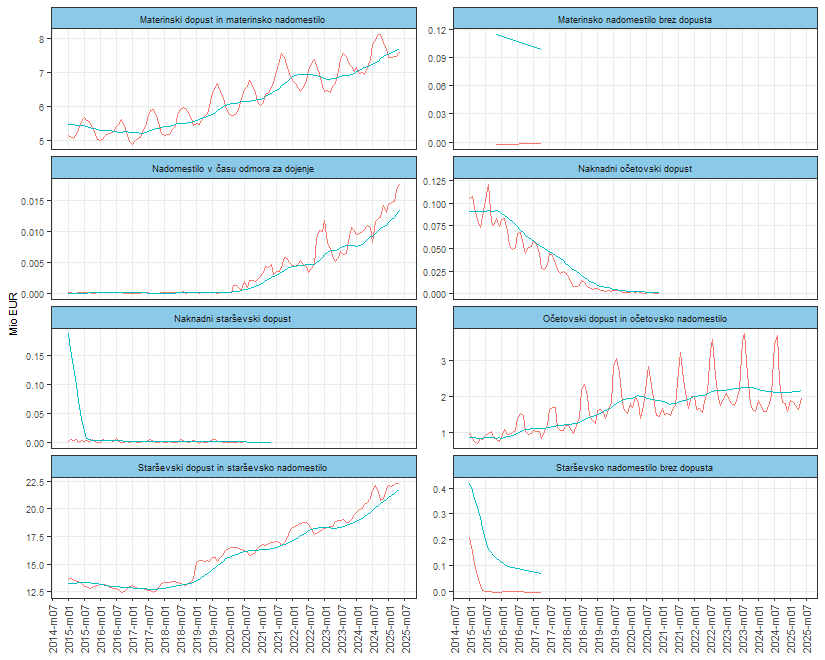 Materinski dopust in materinsko nadomestilo
Materinsko nadomestilo brez dopusta
8
7
6
5
0.12
0.09
0.06
0.03
0.00
Nadomestilo v času odmora za dojenje
Naknadni očetovski dopust
0.015
0.010
0.005
0.000
0.125
0.100
0.075
0.050
0.025
0.000
Mio EUR
Naknadni starševski dopust
Očetovski dopust in očetovsko nadomestilo
0.15
0.10
0.05
0.00
3
2
1
Starševski dopust in starševsko nadomestilo
Starševsko nadomestilo brez dopusta
22.5
20.0
17.5
15.0
12.5
0.4
0.3
0.2
0.1
0.0
2014-m07
2015-m01
2015-m07
2016-m01
2016-m07
2017-m01
2017-m07
2018-m01
2018-m07
2019-m01
2019-m07
2020-m01
2020-m07
2021-m01
2021-m07
2022-m01
2022-m07
2023-m01
2023-m07
2024-m01
2024-m07
2025-m01
2025-m07
2014-m07
2015-m01
2015-m07
2016-m01
2016-m07
2017-m01
2017-m07
2018-m01
2018-m07
2019-m01
2019-m07
2020-m01
2020-m07
2021-m01
2021-m07
2022-m01
2022-m07
2023-m01
2023-m07
2024-m01
2024-m07
2025-m01
2025-m07